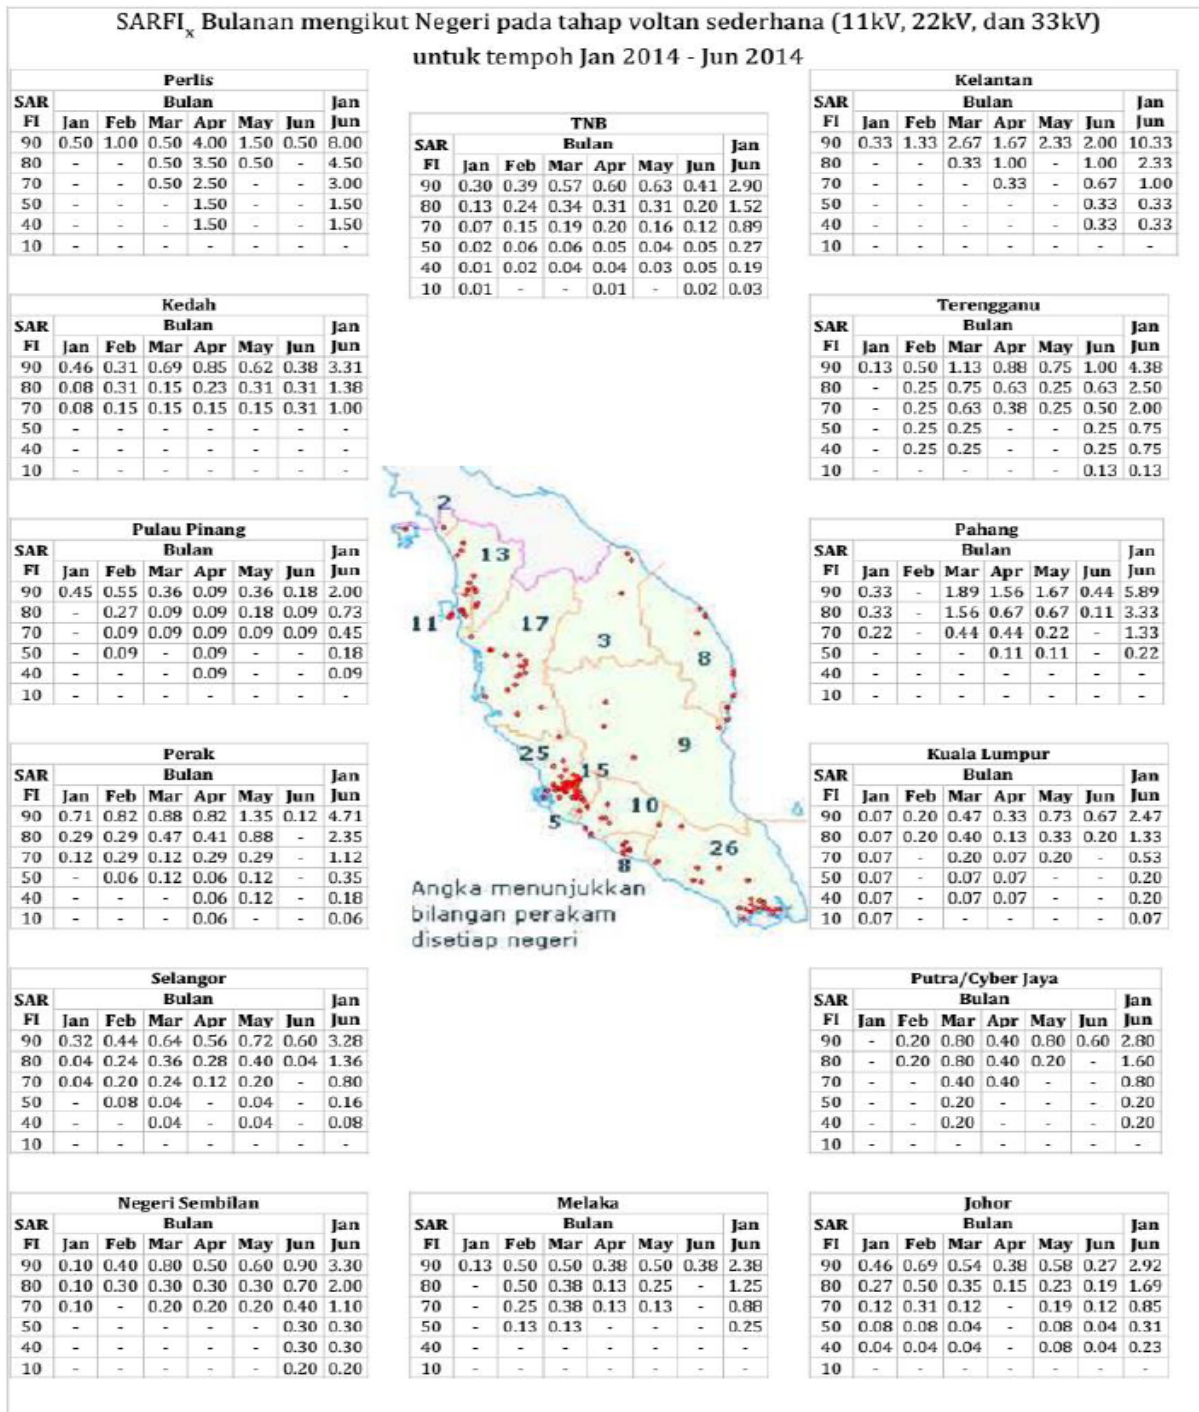 SARFIx Bulanan mengikut Negeri pada tahap voltan sederhana (11kV, 22kV, dan 33kV)
untuk tempoh Jan 2014 - Jun 2014
Perlis
SAR Bulan Jan
FI Jan Feb Mar Apr May Jun Jun
90 0.50 1.00 0.50 4.00 1.50 0.50 8.00
80 - - 0.50 3.50 0.50 - 4.50
70 - - 0.50 2.50 - - 3.00
50 - - - 1.50 - - 1.50
40 - - - 1.50 - - 1.50
10 - - - - - - -
TNB
SAR Bulan Jan
FI Jan Feb Mar Apr May Jun Jun
90 0.30 0.39 0.57 0.60 0.63 0.41 2.90
80 0.13 0.24 0.34 0.31 0.31 0.20 1.52
70 0.07 0.15 0.19 0.20 0.16 0.12 0.89
50 0.02 0.06 0.06 0.05 0.04 0.05 0.27
40 0.01 0.02 0.04 0.04 0.03 0.05 0.19
10 0.01 - - 0.01 - 0.02 0.03
Kelantan
SAR Bulan Jan
FI Jan Feb Mar Apr May Jun Jun
90 0.33 1.33 2.67 1.67 2.33 2.00 10.33
80 - - 0.33 1.00 - 1.00 2.33
70 - - - 0.33 - 0.67 1.00
50 - - - - - 0.33 0.33
40 - - - - - 0.33 0.33
10 - - - - - - -
Kedah
SAR Bulan Jan
FI Jan Feb Mar Apr May Jun Jun
90 0.46 0.31 0.69 0.85 0.62 0.38 3.31
80 0.08 0.31 0.15 0.23 0.31 0.31 1.38
70 0.08 0.15 0.15 0.15 0.15 0.31 1.00
50 - - - - - - -
40 - - - - - - -
10 - - - - - - -
Terengganu
SAR Bulan Jan
FI Jan Feb Mar Apr May Jun Jun
90 0.13 0.50 1.13 0.88 0.75 1.00 4.38
80 - 0.25 0.75 0.63 0.25 0.63 2.50
70 - 0.25 0.63 0.38 0.25 0.50 2.00
50 - 0.25 0.25 - - 0.25 0.75
40 - 0.25 0.25 - - 0.25 0.75
10 - - - - - 0.13 0.13
Pulau Pinang
SAR Bulan Jan
FI Jan Feb Mar Apr May Jun Jun
90 0.45 0.55 0.36 0.09 0.36 0.18 2.00
80 - 0.27 0.09 0.09 0.18 0.09 0.73
70 - 0.09 0.09 0.09 0.09 0.09 0.45
50 - 0.09 - 0.09 - - 0.18
40 - - - 0.09 - - 0.09
10 - - - - - - -
2
13
11
17
3
8
9
25
15
5
10
8
26
Angka menunjukkan
bilangan perakam
disetiap negeri
Pahang
SAR Bulan Jan
FI Jan Feb Mar Apr May Jun Jun
90 0.33 - 1.89 1.56 1.67 0.44 5.89
80 0.33 - 1.56 0.67 0.67 0.11 3.33
70 0.22 - 0.44 0.44 0.22 - 1.33
50 - - - 0.11 0.11 - 0.22
40 - - - - - - -
10 - - - - - - -
Perak
SAR Bulan Jan
FI Jan Feb Mar Apr May Jun Jun
90 0.71 0.82 0.88 0.82 1.35 0.12 4.71
80 0.29 0.29 0.47 0.41 0.88 - 2.35
70 0.12 0.29 0.12 0.29 0.29 - 1.12
50 - 0.06 0.12 0.06 0.12 - 0.35
40 - - - 0.06 0.12 - 0.18
10 - - - 0.06 - - 0.06
Kuala Lumpur
SAR Bulan Jan
FI Jan Feb Mar Apr May Jun Jun
90 0.07 0.20 0.47 0.33 0.73 0.67 2.47
80 0.07 0.20 0.40 0.13 0.33 0.20 1.33
70 0.07 - 0.20 0.07 0.20 - 0.53
50 0.07 - 0.07 0.07 - - 0.20
40 0.07 - 0.07 0.07 - - 0.20
10 0.07 - - - - - 0.07
Selangor
SAR Bulan Jan
FI Jan Feb Mar Apr May Jun Jun
90 0.32 0.44 0.64 0.56 0.72 0.60 3.28
80 0.04 0.24 0.36 0.28 0.40 0.04 1.36
70 0.04 0.20 0.24 0.12 0.20 - 0.80
50 - 0.08 0.04 - 0.04 - 0.16
40 - - 0.04 - 0.04 - 0.08
10 - - - - - - -
Putra/Cyber Jaya
SAR Bulan Jan
FI Jan Feb Mar Apr May Jun Jun
90 - 0.20 0.80 0.40 0.80 0.60 2.80
80 - 0.20 0.80 0.40 0.20 - 1.60
70 - - 0.40 0.40 - - 0.80
50 - - 0.20 - - - 0.20
40 - - 0.20 - - - 0.20
10 - - - - - - -
Negeri Sembilan
SAR Bulan Jan
FI Jan Feb Mar Apr May Jun Jun
90 0.10 0.40 0.80 0.50 0.60 0.90 3.30
80 0.10 0.30 0.30 0.30 0.30 0.70 2.00
70 0.10 - 0.20 0.20 0.20 0.40 1.10
50 - - - - - 0.30 0.30
40 - - - - - 0.30 0.30
10 - - - - - 0.20 0.20
Melaka
SAR Bulan Jan
FI Jan Feb Mar Apr May Jun Jun
90 0.13 0.50 0.50 0.38 0.50 0.38 2.38
80 - 0.50 0.38 0.13 0.25 - 1.25
70 - 0.25 0.38 0.13 0.13 - 0.88
50 - 0.13 0.13 - - - 0.25
40 - - - - - - -
10 - - - - - - -
Johor
SAR Bulan Jan
FI Jan Feb Mar Apr May Jun Jun
90 0.46 0.69 0.54 0.38 0.58 0.27 2.92
80 0.27 0.50 0.35 0.15 0.23 0.19 1.69
70 0.12 0.31 0.12 - 0.19 0.12 0.85
50 0.08 0.08 0.04 - 0.08 0.04 0.31
40 0.04 0.04 0.04 - 0.08 0.04 0.23
10 - - - - - - -